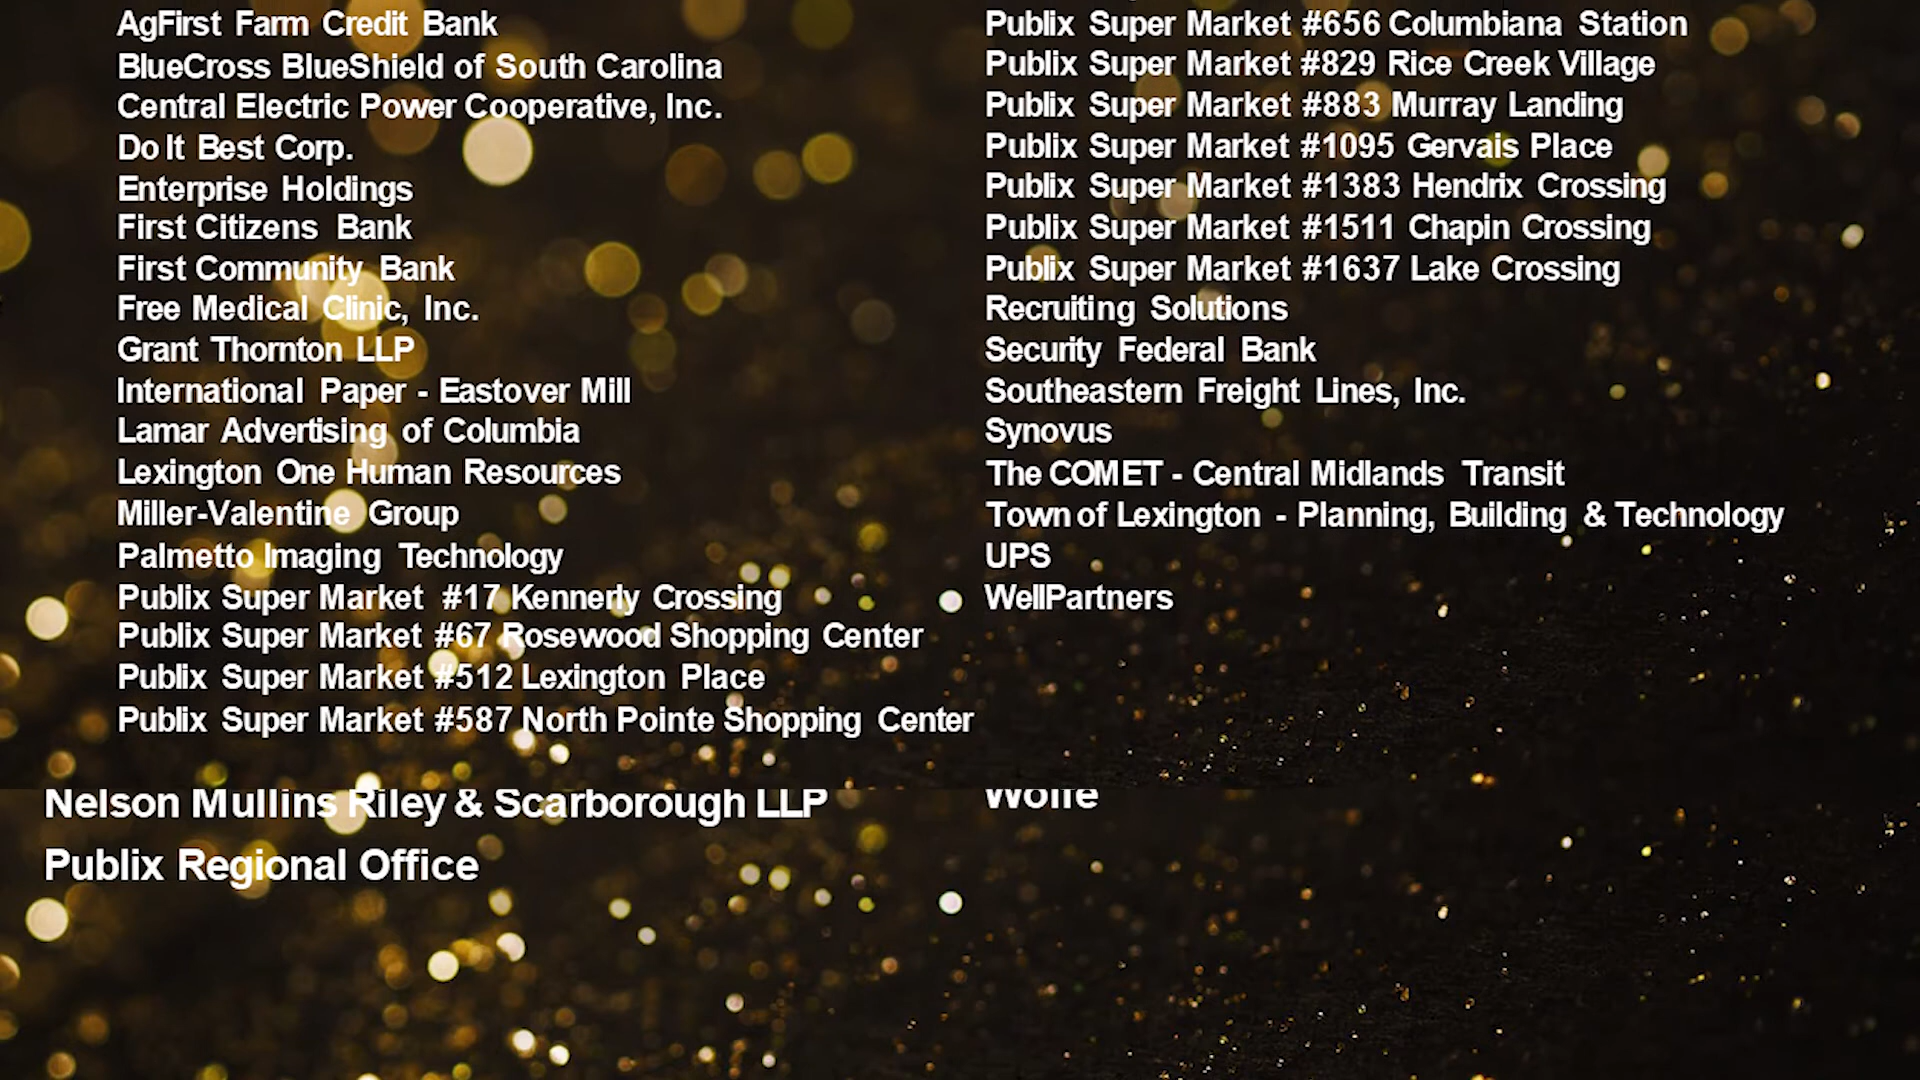 AgFirst Farm Credit Bank
BlueCross BlueShield of South Carolina
Central Electric Power Cooperative, Inc.
Do It Best Corp.
Enterprise Holdings
First Citizens Bank
First Community Bank
Free Medical Clinic, Inc.
Grant Thornton LLP
International Paper - Eastover Mill
Lamar Advertising of Columbia
Lexington One Human Resources
Miller-Valentine Group
Palmetto Imaging Technology
Publix Super Market #17 Kennerly Crossing
Publix Super Market #67 Rosewood Shopping Center
Publix Super Market #512 Lexington Place
Publix Super Market #587 North Pointe Shopping Center
Publix Super Market #656 Columbiana Station
Publix Super Market #829 Rice Creek Village
Publix Super Market #883 Murray Landing
Publix Super Market #1095 Gervais Place
Publix Super Market #1383 Hendrix Crossing
Publix Super Market #1511 Chapin Crossing
Publix Super Market #1637 Lake Crossing
Recruiting Solutions
Security Federal Bank
Southeastern Freight Lines, Inc.
Synovus
The COMET - Central Midlands Transit
Town of Lexington - Planning, Building & Technology
UPS
WellPartners
Nelson Mullins Riley & Scarborough LLP
Publix Regional Office
Wolfe